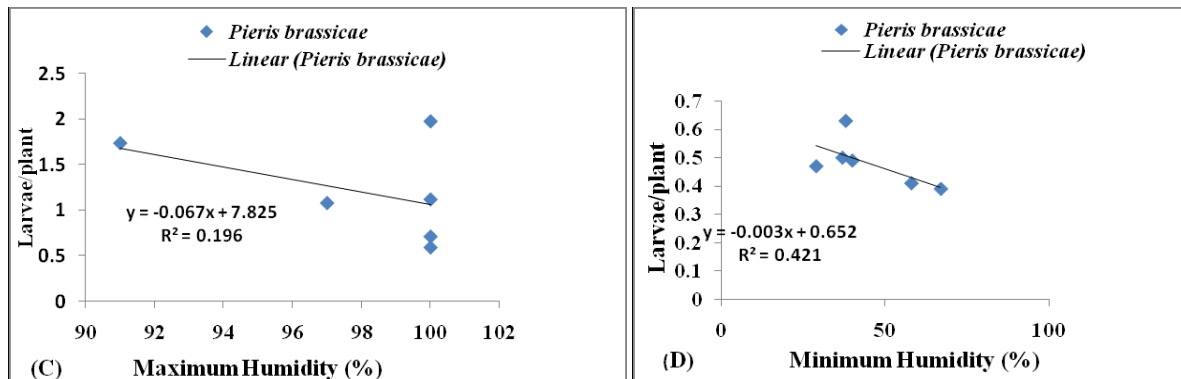 Pieris brassicae
Linear (Pieris brassicae)
2.5
2
1.5
1
0.5
0
Larvae/plant
y = -0.067x + 7.825
R² = 0.196
90 92 94 96 98 100 102
(C) Maximum Humidity (%)
Pieris brassicae
Linear (Pieris brassicae)
0.7
0.6
0.5
0.4
0.3
0.2
0.1
0
Larvae/plant
y = -0.003x + 0.652
R² = 0.421
0 50 100
(D) Minimum Humidity (%)